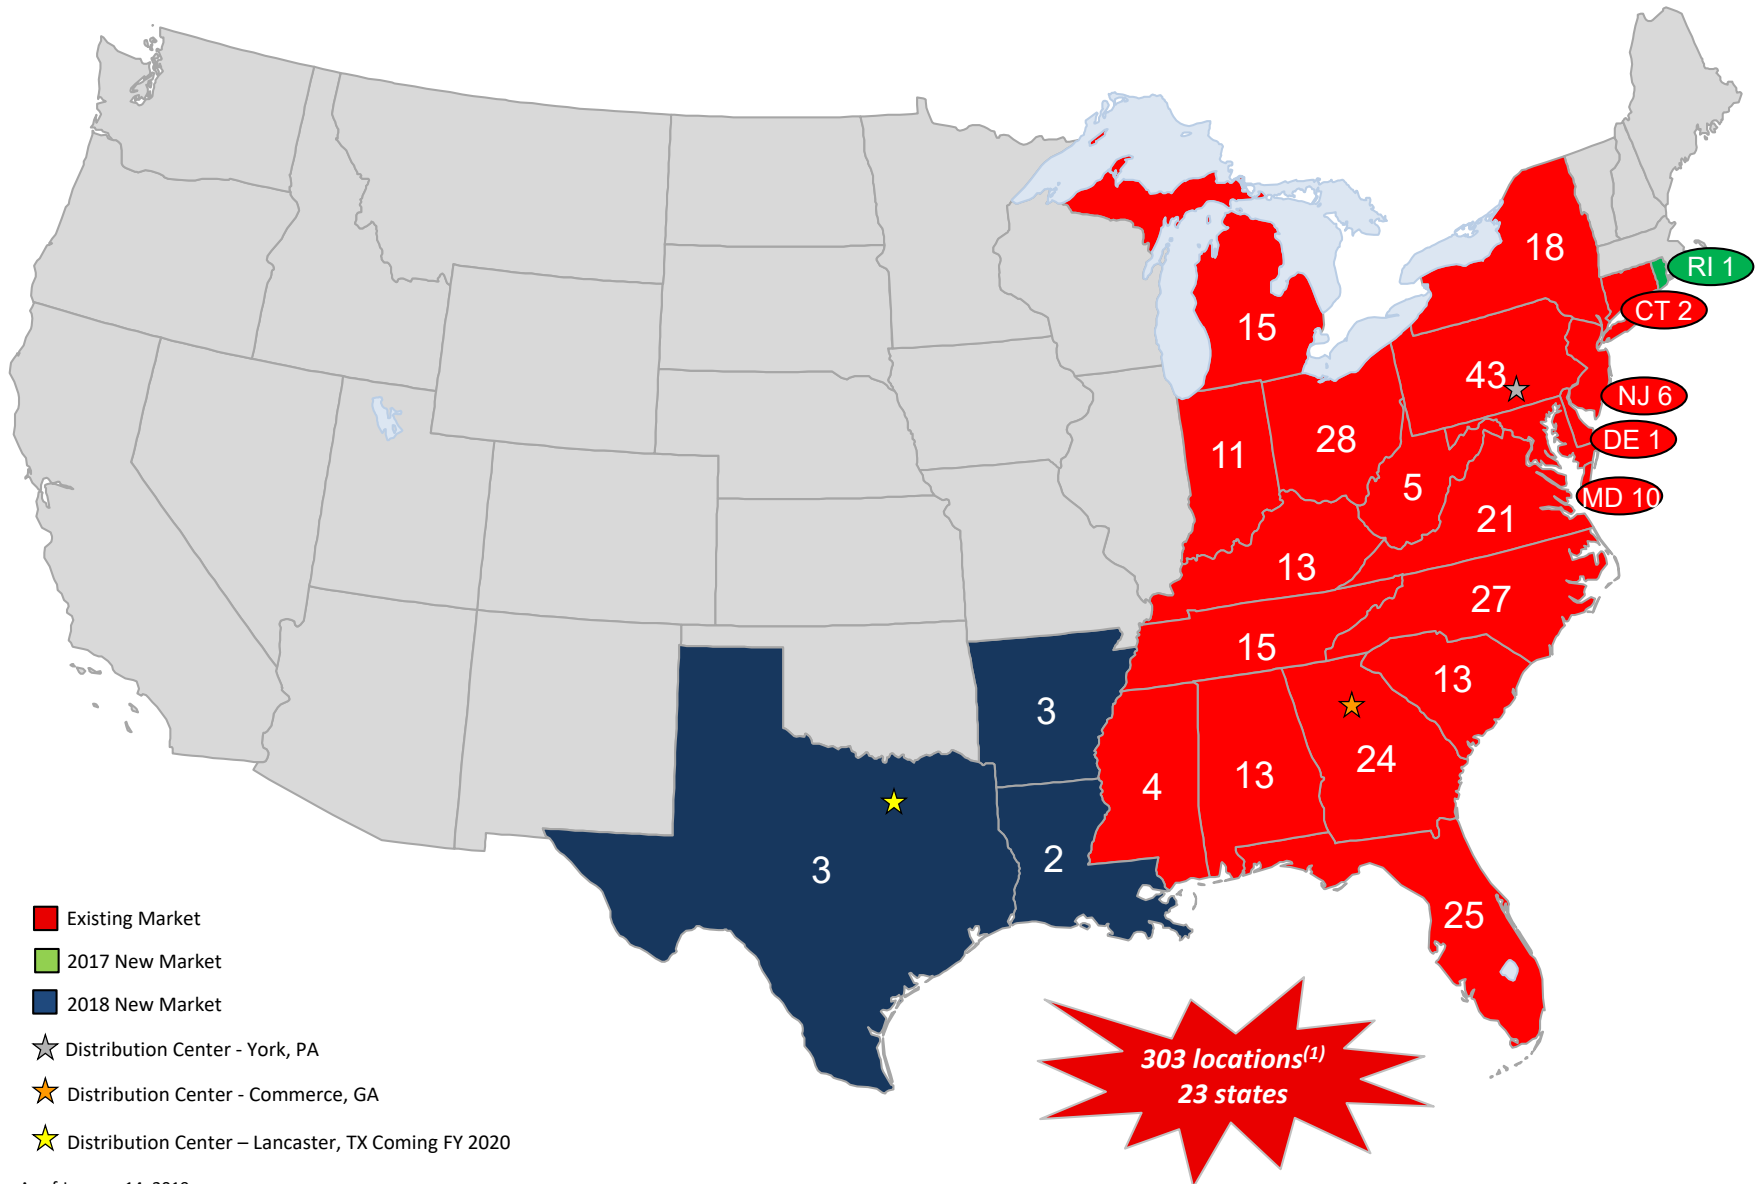 18
RI 1
CT 2
15
43
NJ 6
28
DE 1
11
5
MD 10
21
13
27
15
13
3
24
4
13
2
3
25
Existing Market
2017 New Market
2018 New Market
Distribution Center - York, PA
Distribution Center - Commerce, GA
Distribution Center – Lancaster, TX Coming FY 2020
303 locations(1)
23 states